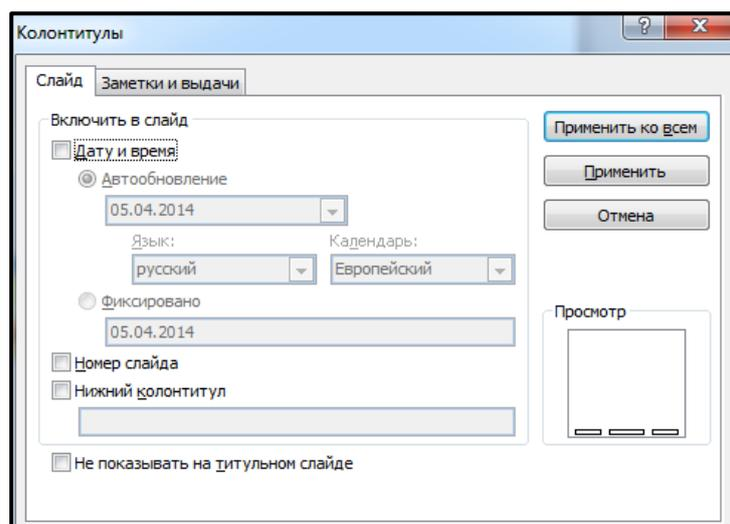 Колонтитулы
Слайд Заметки и выдачи
Включить в слайд
Дату и время
Автообновление
05.04.2014
Язык: Календарь:
русский Европейский
Фиксировано
05.04.2014
Номер слайда
Нижний колонтитул
Не показывать на титульном слайде
Применить ко всем
Применить
Отмена
Просмотр